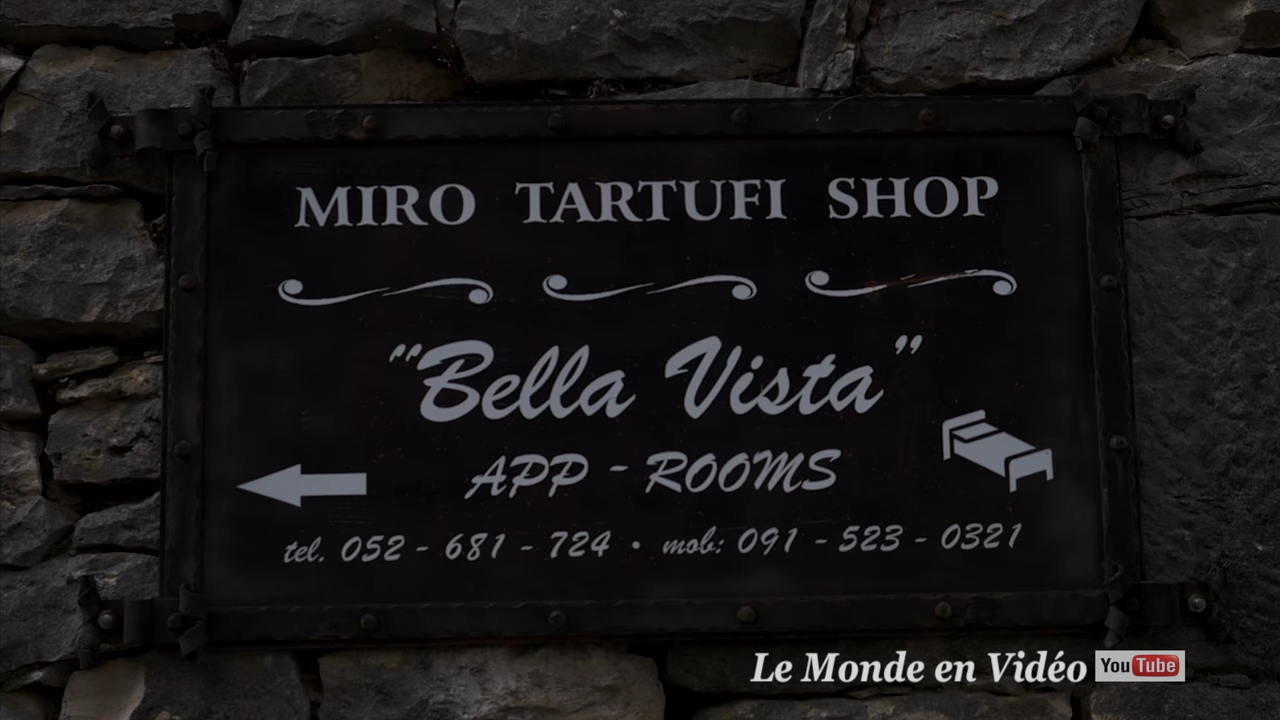 MIRO TARTUFI SHOP
"Bella Vista"
APP - ROOMS
tel. 052 - 681 - 724 • mob: 091 - 523 - 0321
Le Monde en Vidéo YouTube